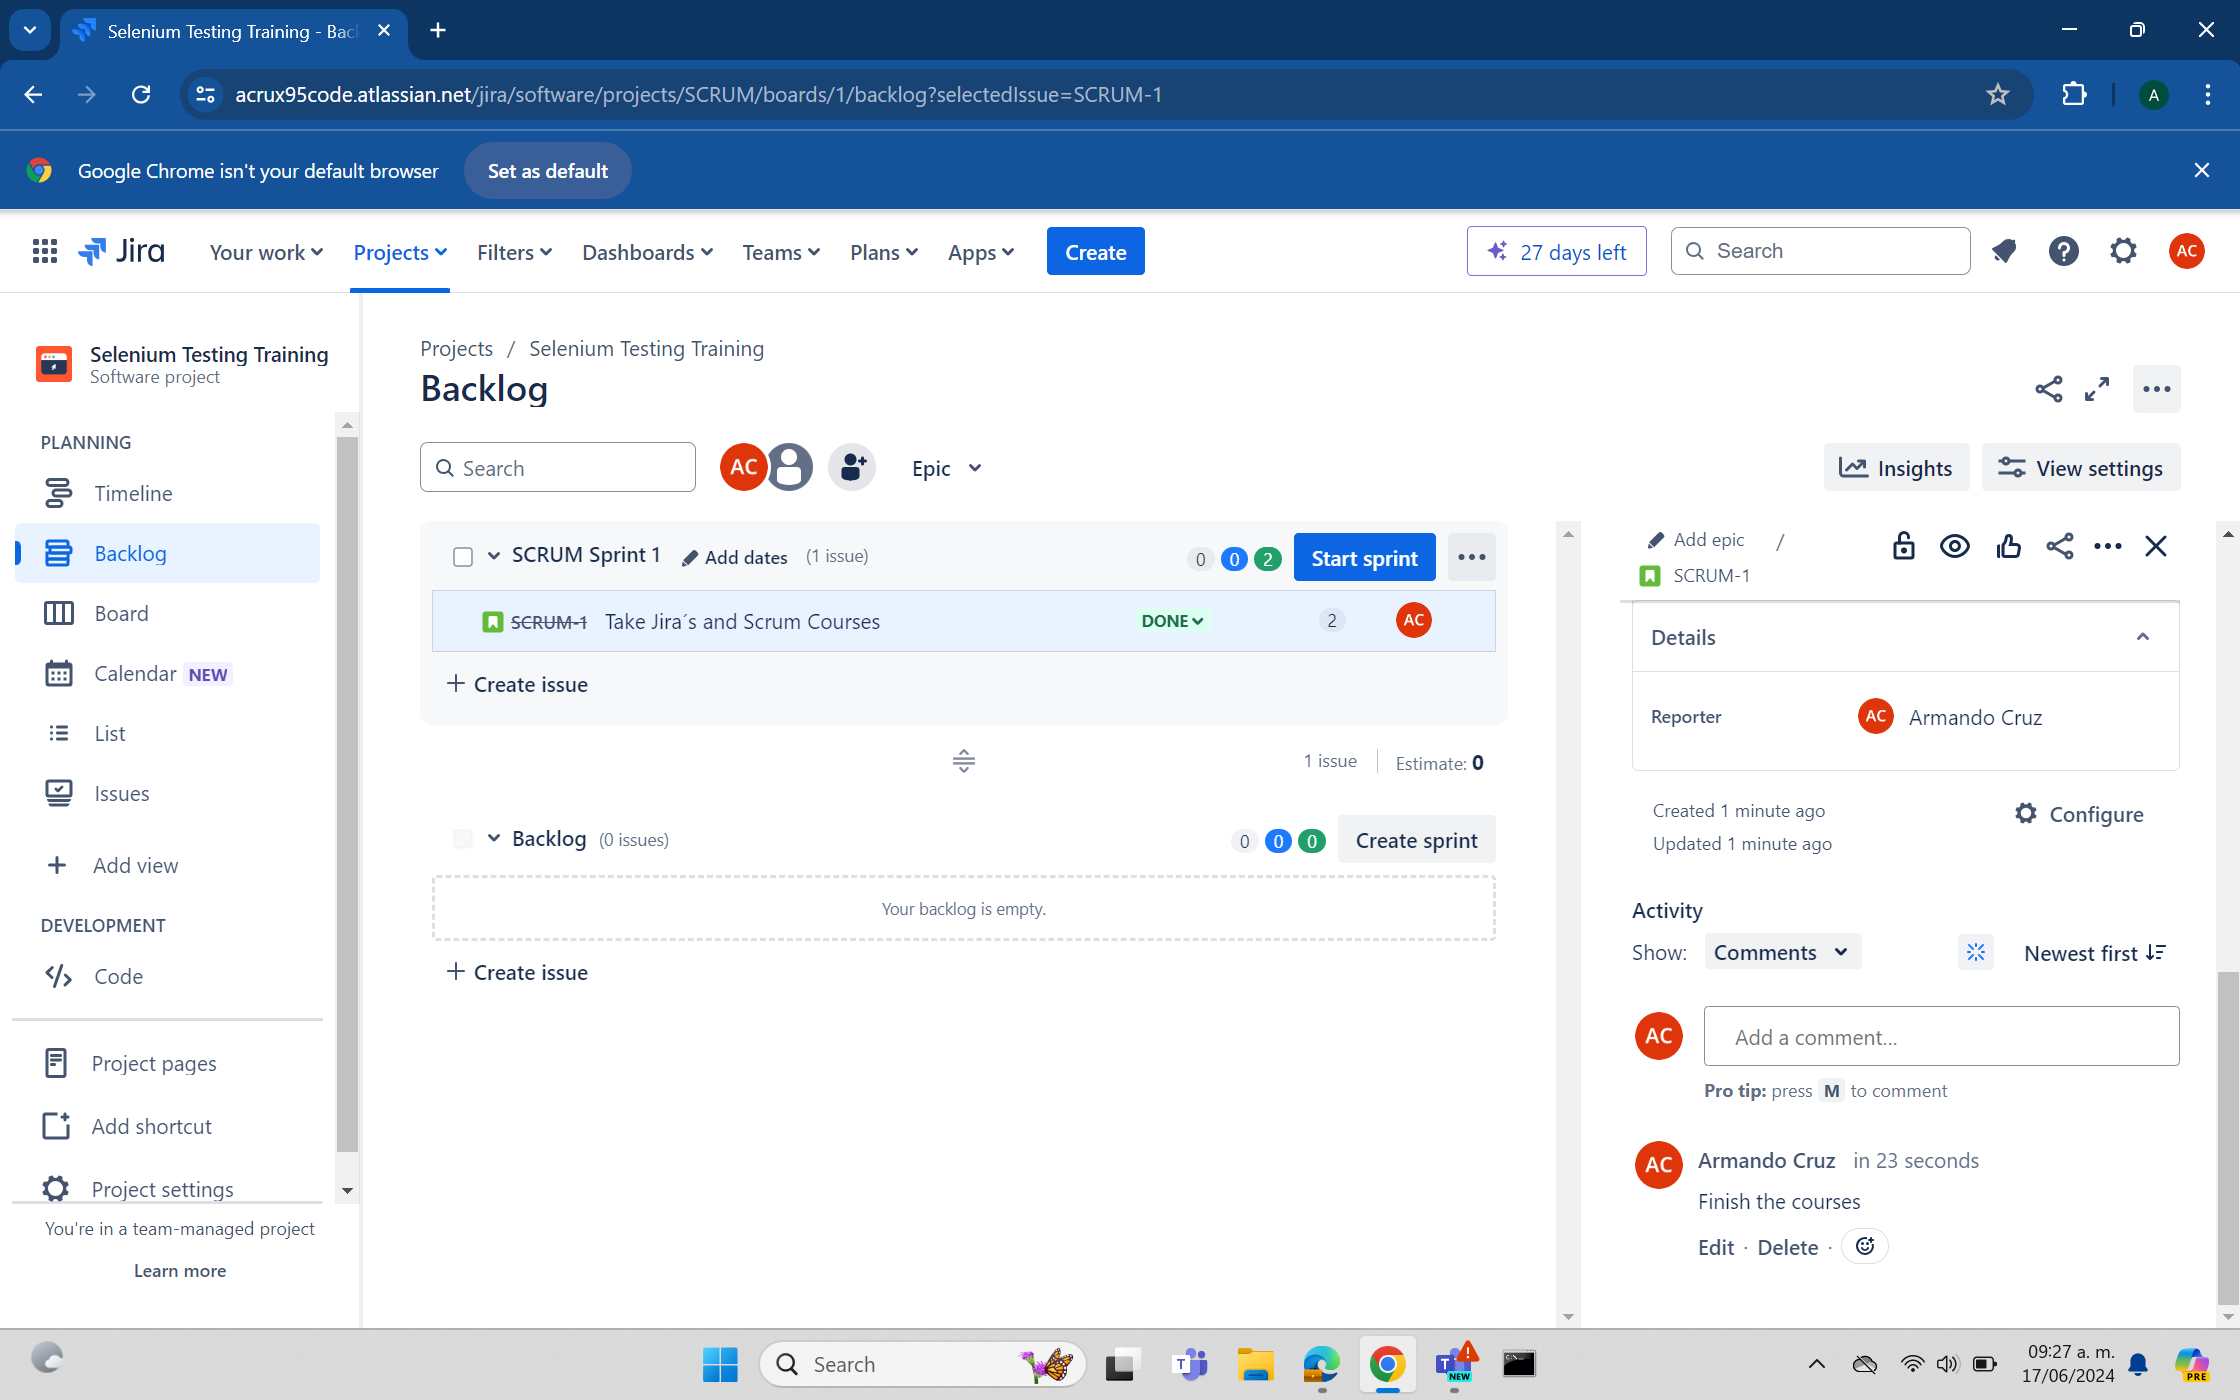 Selenium Testing Training - Bac
acrux95code.atlassian.net/jira/software/projects/SCRUM/boards/1/backlog?selectedIssue=SCRUM-1
A
Google Chrome isn't your default browser
Set as default
Jira
Your work
Projects
Filters
Dashboards
Teams
Plans
Apps
Create
27 days left
Search
AC
Selenium Testing Training
Software project
PLANNING
Timeline
Backlog
Board
Calendar NEW
List
Issues
Add view
DEVELOPMENT
Code
Project pages
Add shortcut
Project settings
You're in a team-managed project
Learn more
Projects / Selenium Testing Training
Backlog
Search
AC
Epic
Insights
View settings
SCRUM Sprint 1
Add dates
(1 issue)
0 0 2
Start sprint
SCRUM-1 Take Jira´s and Scrum Courses
DONE
2
AC
+ Create issue
1 issue
Estimate: 0
Backlog (0 issues)
0 0 0
Create sprint
Your backlog is empty.
+ Create issue
Add epic /
SCRUM-1
Details
Reporter
AC Armando Cruz
Created 1 minute ago
Configure
Updated 1 minute ago
Activity
Show: Comments
Newest first
AC
Add a comment...
Pro tip: press M to comment
AC
Armando Cruz in 23 seconds
Finish the courses
Edit · Delete ·
Search
T
T
NEW
09:27 a. m.
17/06/2024
PRE